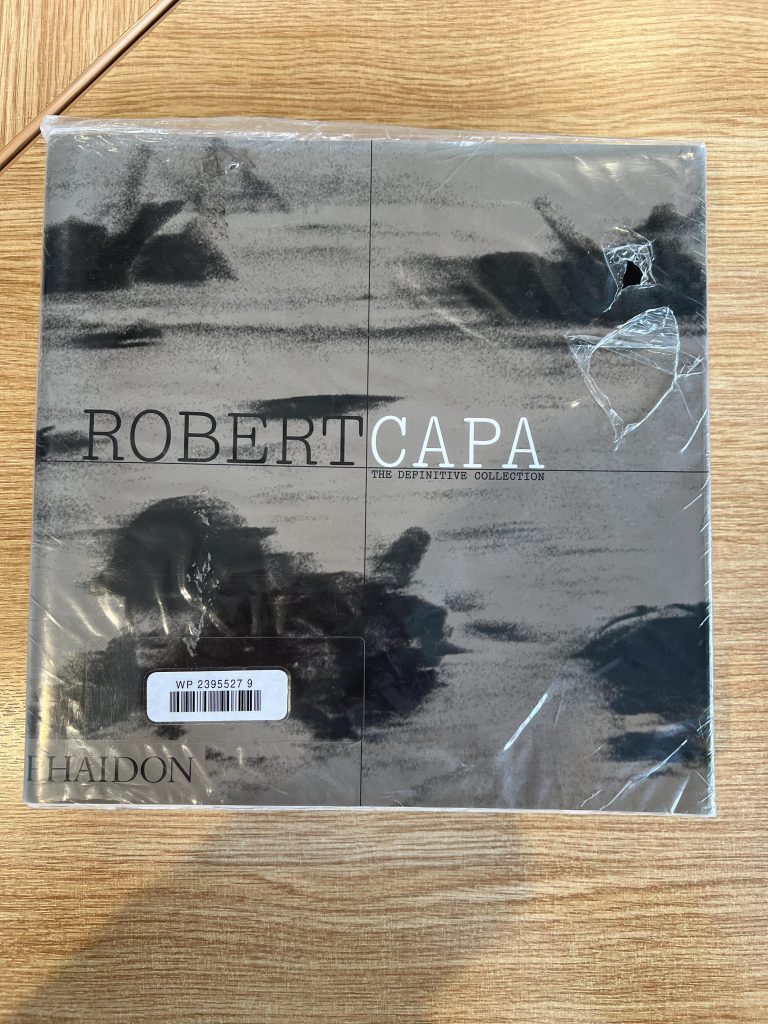 ROBERTCAPA
THE DEFINITIVE COLLECTION
WP 2395527 9
PHAIDON